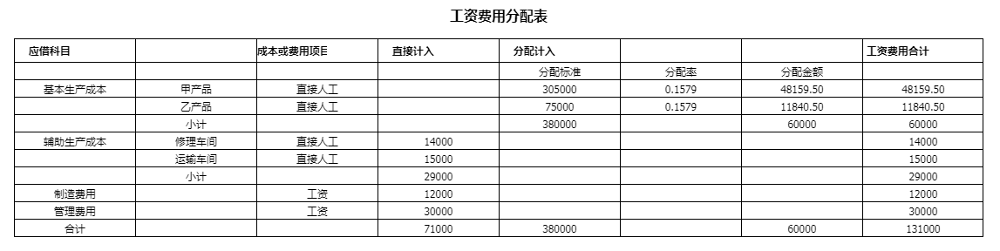 工资费用分配表
应借科目 成本或费用项目 直接计入 分配计入 工资费用合计
分配标准 分配率 分配金额
基本生产成本 甲产品 直接人工 305000 0.1579 48159.50 48159.50
乙产品 直接人工 75000 0.1579 11840.50 11840.50
小计 380000 60000 60000
辅助生产成本 修理车间 直接人工 14000 14000
运输车间 直接人工 15000 15000
小计 29000 29000
制造费用 工资 12000 12000
管理费用 工资 30000 30000
合计 71000 380000 60000 131000